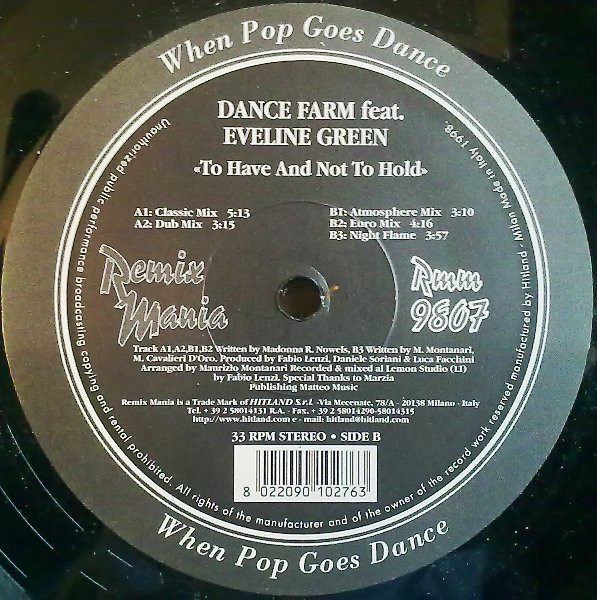 When Pop Goes Dance
DANCE FARM feat.
EVELINE GREEN
«To Have And Not To Hold»
A1: Classic Mix 5:13
A2: Dub Mix 3:15
B1: Atmosphere Mix 3:10
B2: Euro Mix 4:16
B3: Night Flame 3:57
Remix
Mania
Rmm
9807
Track A1,A2,B1,B2 Written by Madonna R. Nowels, B3 Written by M. Montanari,
M, Cavalieri D'Oro, Produced by Fabio Lenzi, Daniele Soriani & Luca Facchini
Arranged by Maurizio Montanari Recorded & mixed al Lemon Studio (LI)
by Fabio Lenzi. Special Thanks to Marzia
Publishing Matteo Music
Remix Mania is a Trade Mark of HITLAND S.r.l. -Via Mecenate, 78/A - 20138 Milano - Italy
Tel. + 39 2 58014131 R.A. - Fax. + 39 2 58014290-58014315
http://www.hitland.com e - mail: hitland@hitland.com
33 RPM STEREO • SIDE B
8 022090 102763
Unauthorized public performance broadcasting copying and rental prohibited. All rights of the manufacturer and of the owner of the record work reserved manufactured by Hitland - Milan Made in Italy 1998.
When Pop Goes Dance